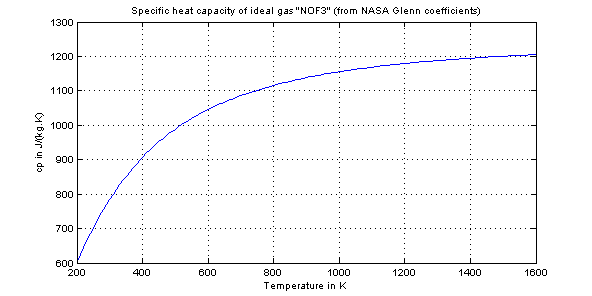 Specific heat capacity of ideal gas "NOF3" (from NASA Glenn coefficients)
1300
1200
1100
1000
900
800
700
600
cp in J/(kg.K)
200 400 600 800 1000 1200 1400 1600
Temperature in K